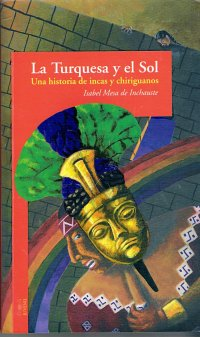 La Turquesa y el Sol
Una historia de incas y chiriguanos
Isabel Mesa de Inchauste